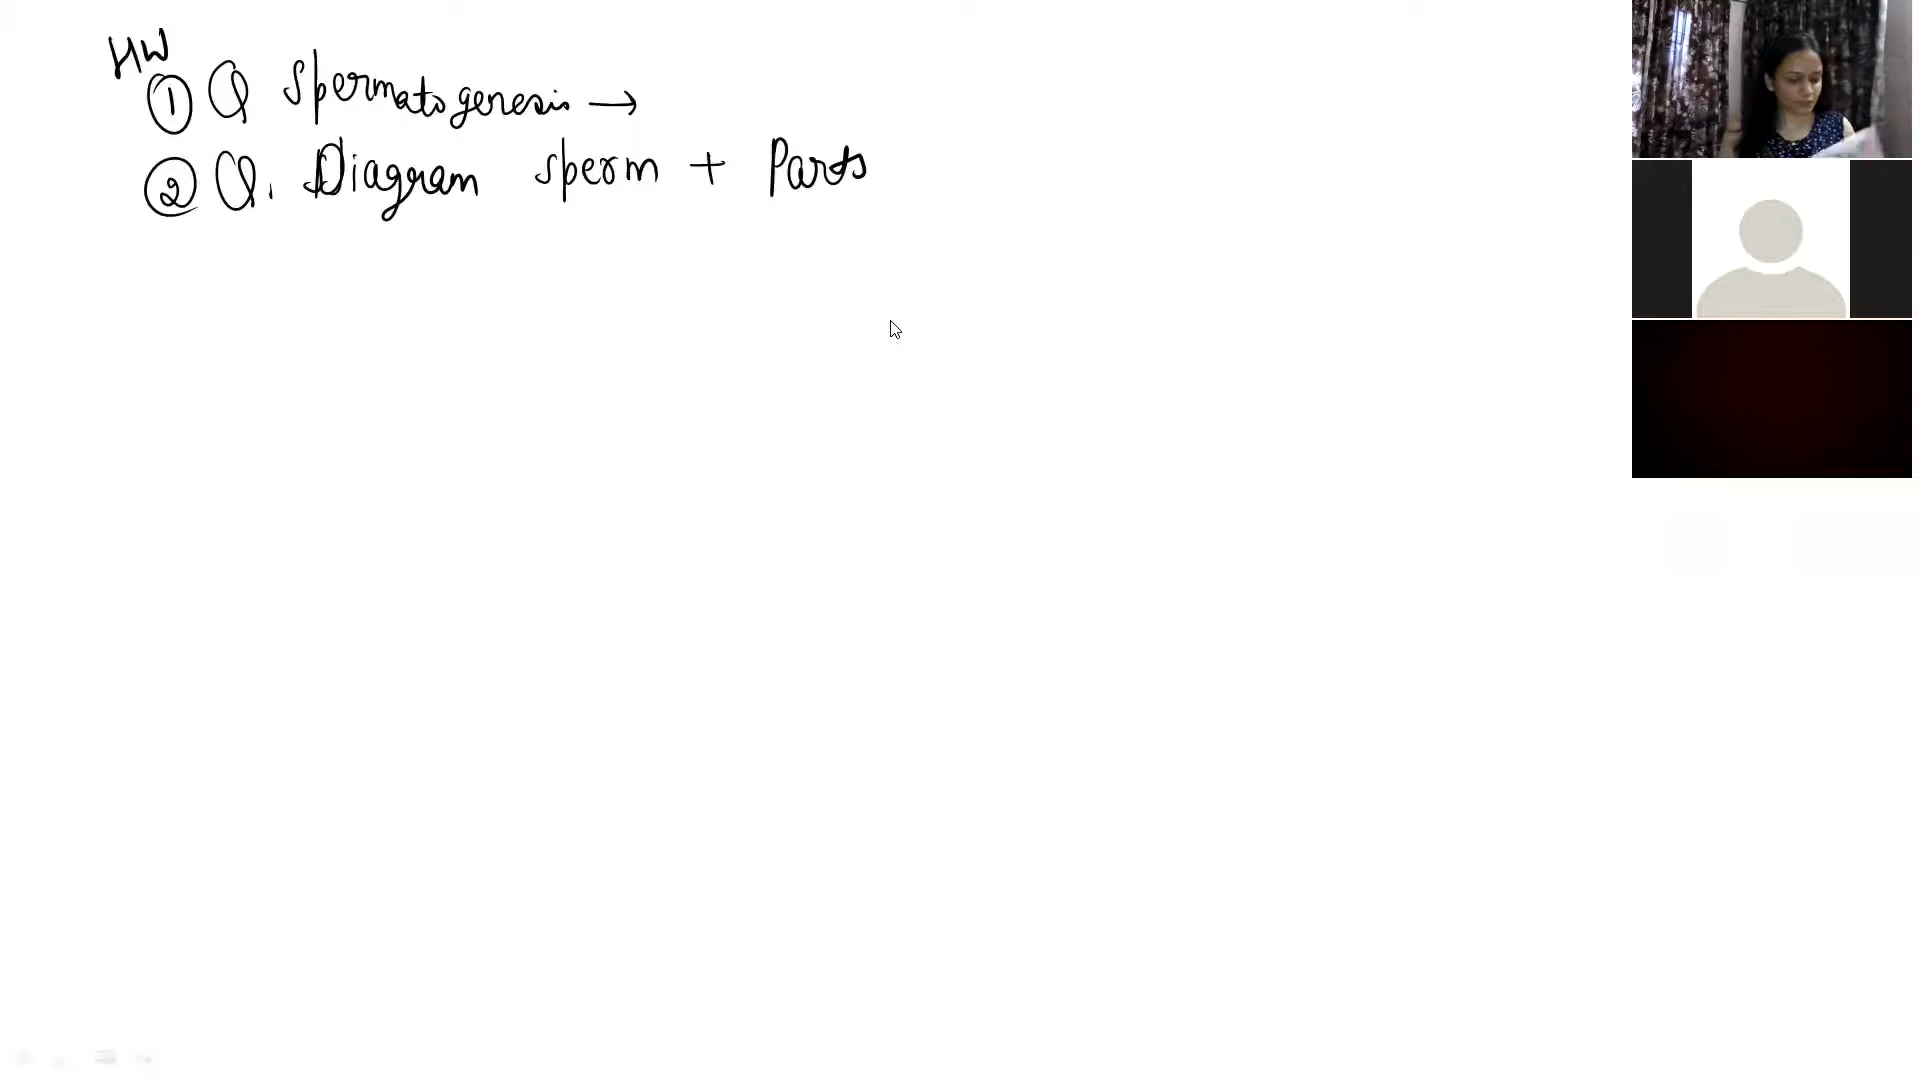 HW
① Q Spermatogenesis →
② Q. Diagram sperm + Parts